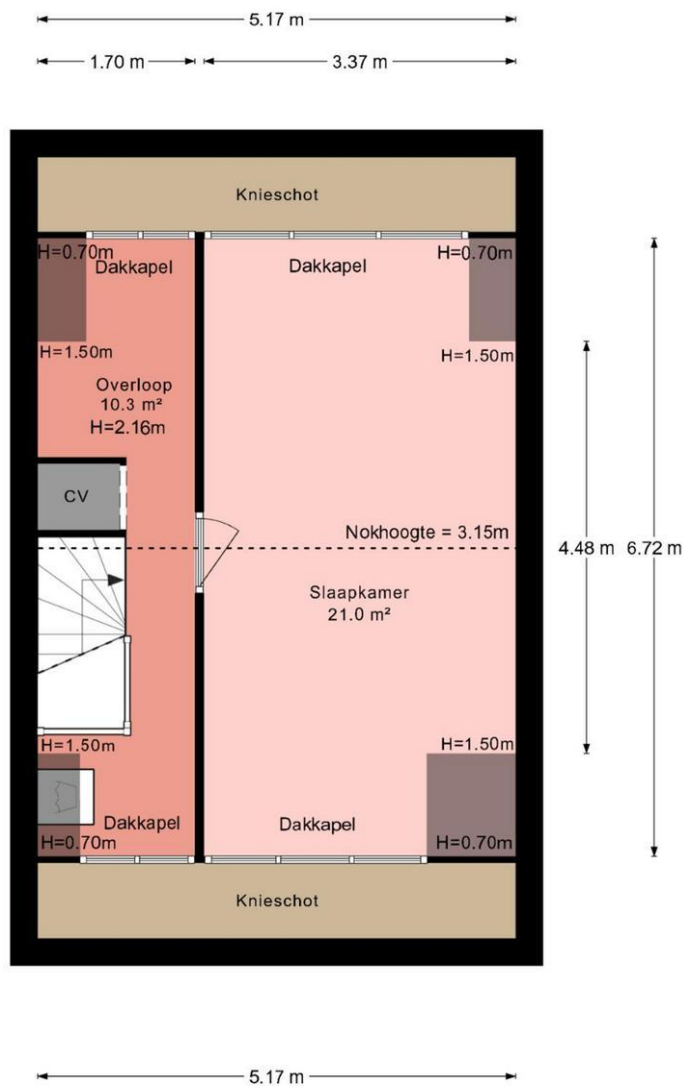 5.17 m
1.70 m
3.37 m
Knieschot
H=0.70m
Dakkapel
Dakkapel
H=0.70m
H=1.50m
H=1.50m
Overloop
10.3 m²
H=2.16m
CV
Nokhoogte = 3.15m
4.48 m
6.72 m
Slaapkamer
21.0 m²
H=1.50m
H=1.50m
Dakkapel
Dakkapel
H=0.70m
H=0.70m
Knieschot
5.17 m